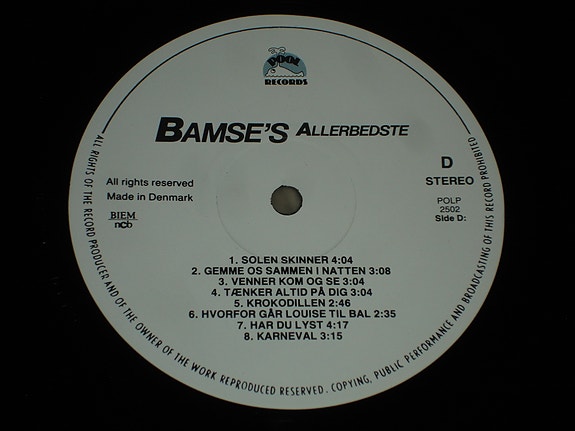 POOL
RECORDS
BAMSE'S ALLERBEDSTE
D
STEREO
POLP
2502
Side D:
All rights reserved
Made in Denmark
BIEM
ncb
1. SOLEN SKINNER 4:04
2. GEMME OS SAMMEN I NATTEN 3:08
3. VENNER KOM OG SE 3:04
4. TÆNKER ALTID PÅ DIG 3:04
5. KROKODILLEN 2:46
6. HVORFOR GÅR LOUISE TIL BAL 2:35
7. HAR DU LYST 4:17
8. KARNEVAL 3:15
ALL RIGHTS OF THE RECORD PRODUCER AND OF THE OWNER OF THE WORK REPRODUCED RESERVED. COPYING, PUBLIC PERFORMANCE AND BROADCASTING OF THIS RECORD PROHIBITED